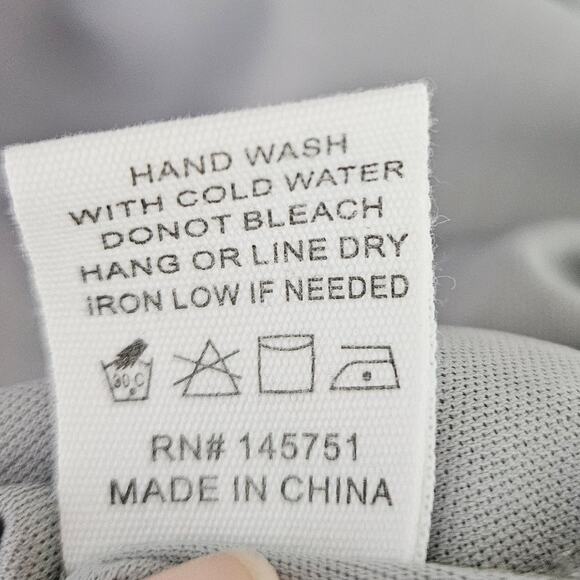 HAND WASH
WITH COLD WATER
DONOT BLEACH
HANG OR LINE DRY
IRON LOW IF NEEDED
30 C
RN# 145751
MADE IN CHINA